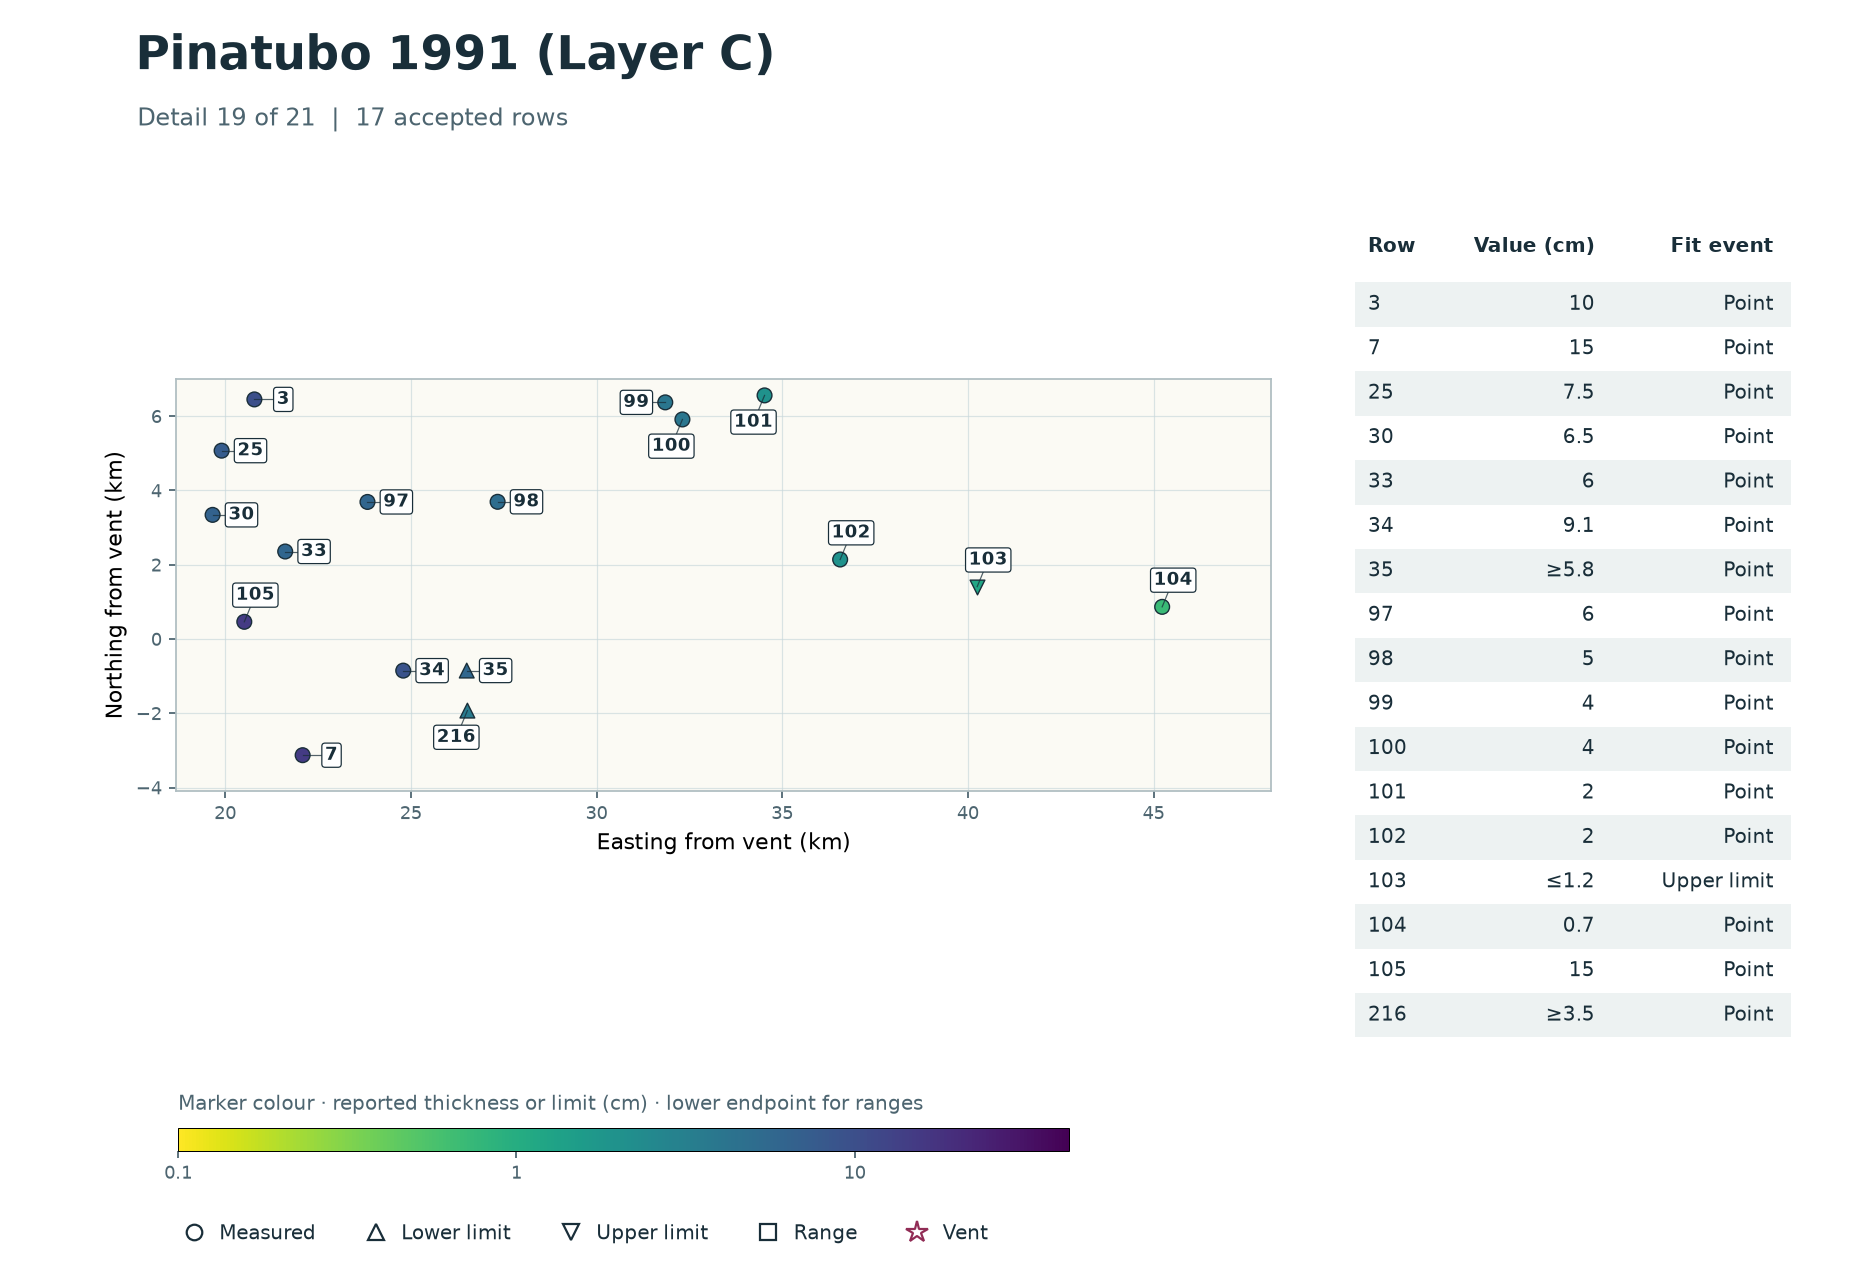 Pinatubo 1991 (Layer C)
Detail 19 of 21 | 17 accepted rows
Row Value (cm) Fit event
3 10 Point
7 15 Point
25 7.5 Point
30 6.5 Point
33 6 Point
34 9.1 Point
35 ≥5.8 Point
97 6 Point
98 5 Point
99 4 Point
100 4 Point
101 2 Point
102 2 Point
103 ≤1.2 Upper limit
104 0.7 Point
105 15 Point
216 ≥3.5 Point
Northing from vent (km)
6
4
2
0
−2
−4
3
99
101
100
25
97
98
30
102
33
103
104
105
34
35
216
7
20 25 30 35 40 45
Easting from vent (km)
Marker colour · reported thickness or limit (cm) · lower endpoint for ranges
0.1 1 10
Measured Lower limit Upper limit Range Vent